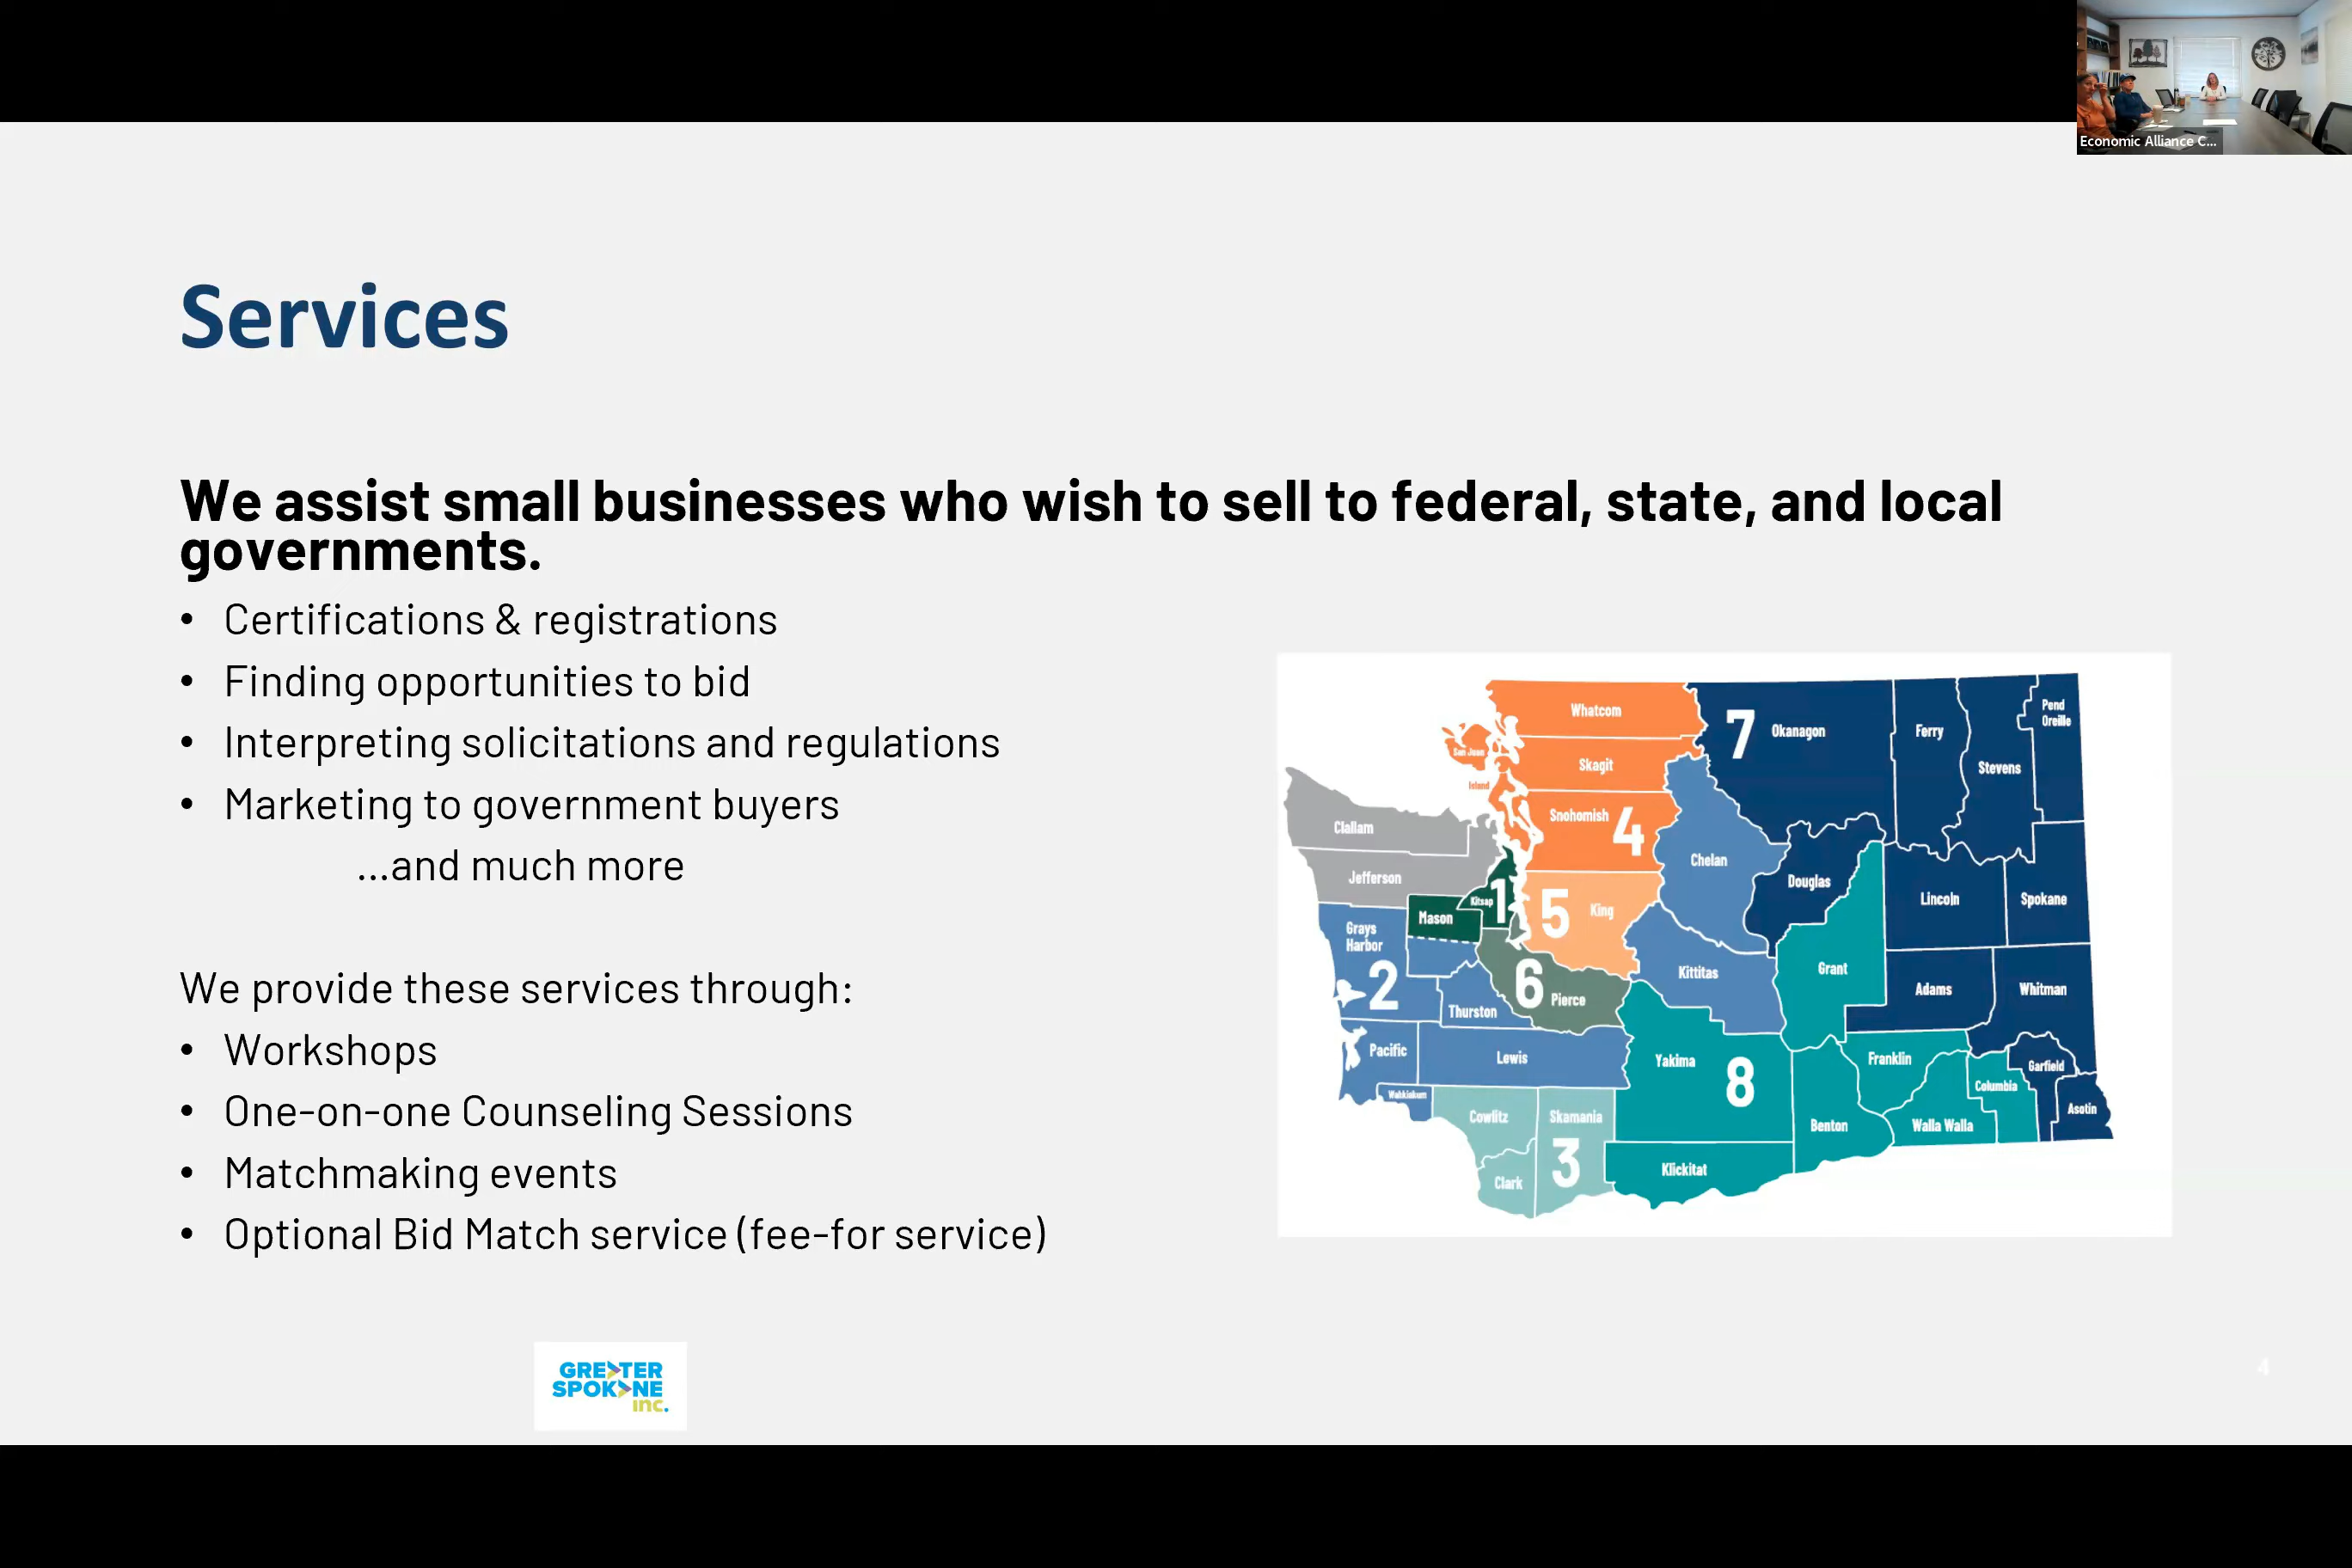 Economic Alliance C...
Services
We assist small businesses who wish to sell to federal, state, and local
governments.
• Certifications & registrations
• Finding opportunities to bid
• Interpreting solicitations and regulations
• Marketing to government buyers
...and much more
We provide these services through:
• Workshops
• One-on-one Counseling Sessions
• Matchmaking events
• Optional Bid Match service (fee-for service)
Whatcom
San Juan
Skagit
Island
Snohomish
4
7
Okanagon
Ferry
Stevens
Pend
Oreille
Clallam
Jefferson
Chelan
Douglas
Lincoln
Spokane
Kitsap
1
Mason
5
King
Grays
Harbor
2
6
Pierce
Kittitas
Grant
Adams
Whitman
Thurston
Pacific
Lewis
Yakima
8
Franklin
Garfield
Columbia
Wahkiakum
Cowlitz
Skamania
3
Benton
Walla Walla
Asotin
Clark
Klickitat
GREATER
SPOKANE
inc.
4